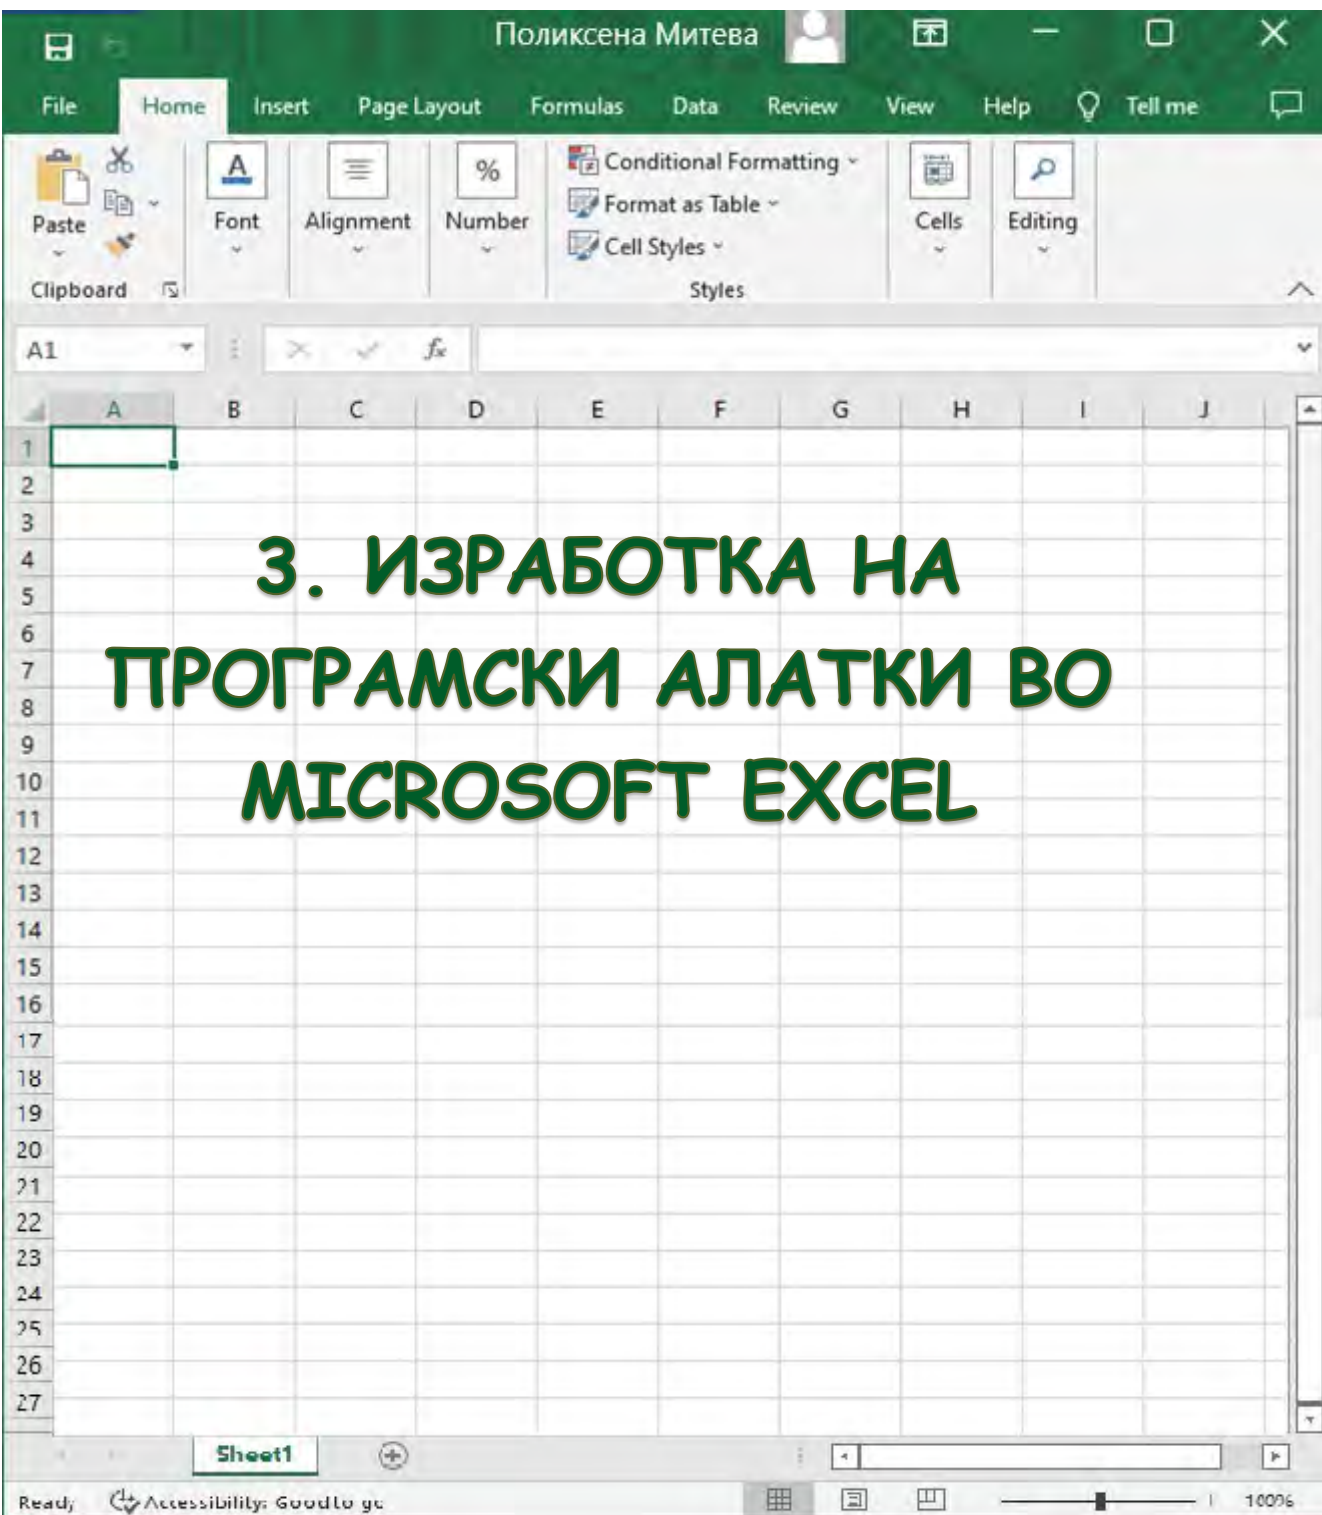 Поликсена Митева
File Home Insert Page Layout Formulas Data Review View Help Tell me
Paste Font Alignment Number Conditional Formatting Format as Table Cell Styles Cells Editing
Clipboard Styles
A1 fx
A B C D E F G H I J
1
2
3
4
5
6
7
8
9
10
11
12
13
14
15
16
17
18
19
20
21
22
23
24
25
26
27
3. ИЗРАБОТКА НА
ПРОГРАМСКИ АЛАТКИ ВО
MICROSOFT EXCEL
Sheet1
Ready Accessibility: Good to go 100%